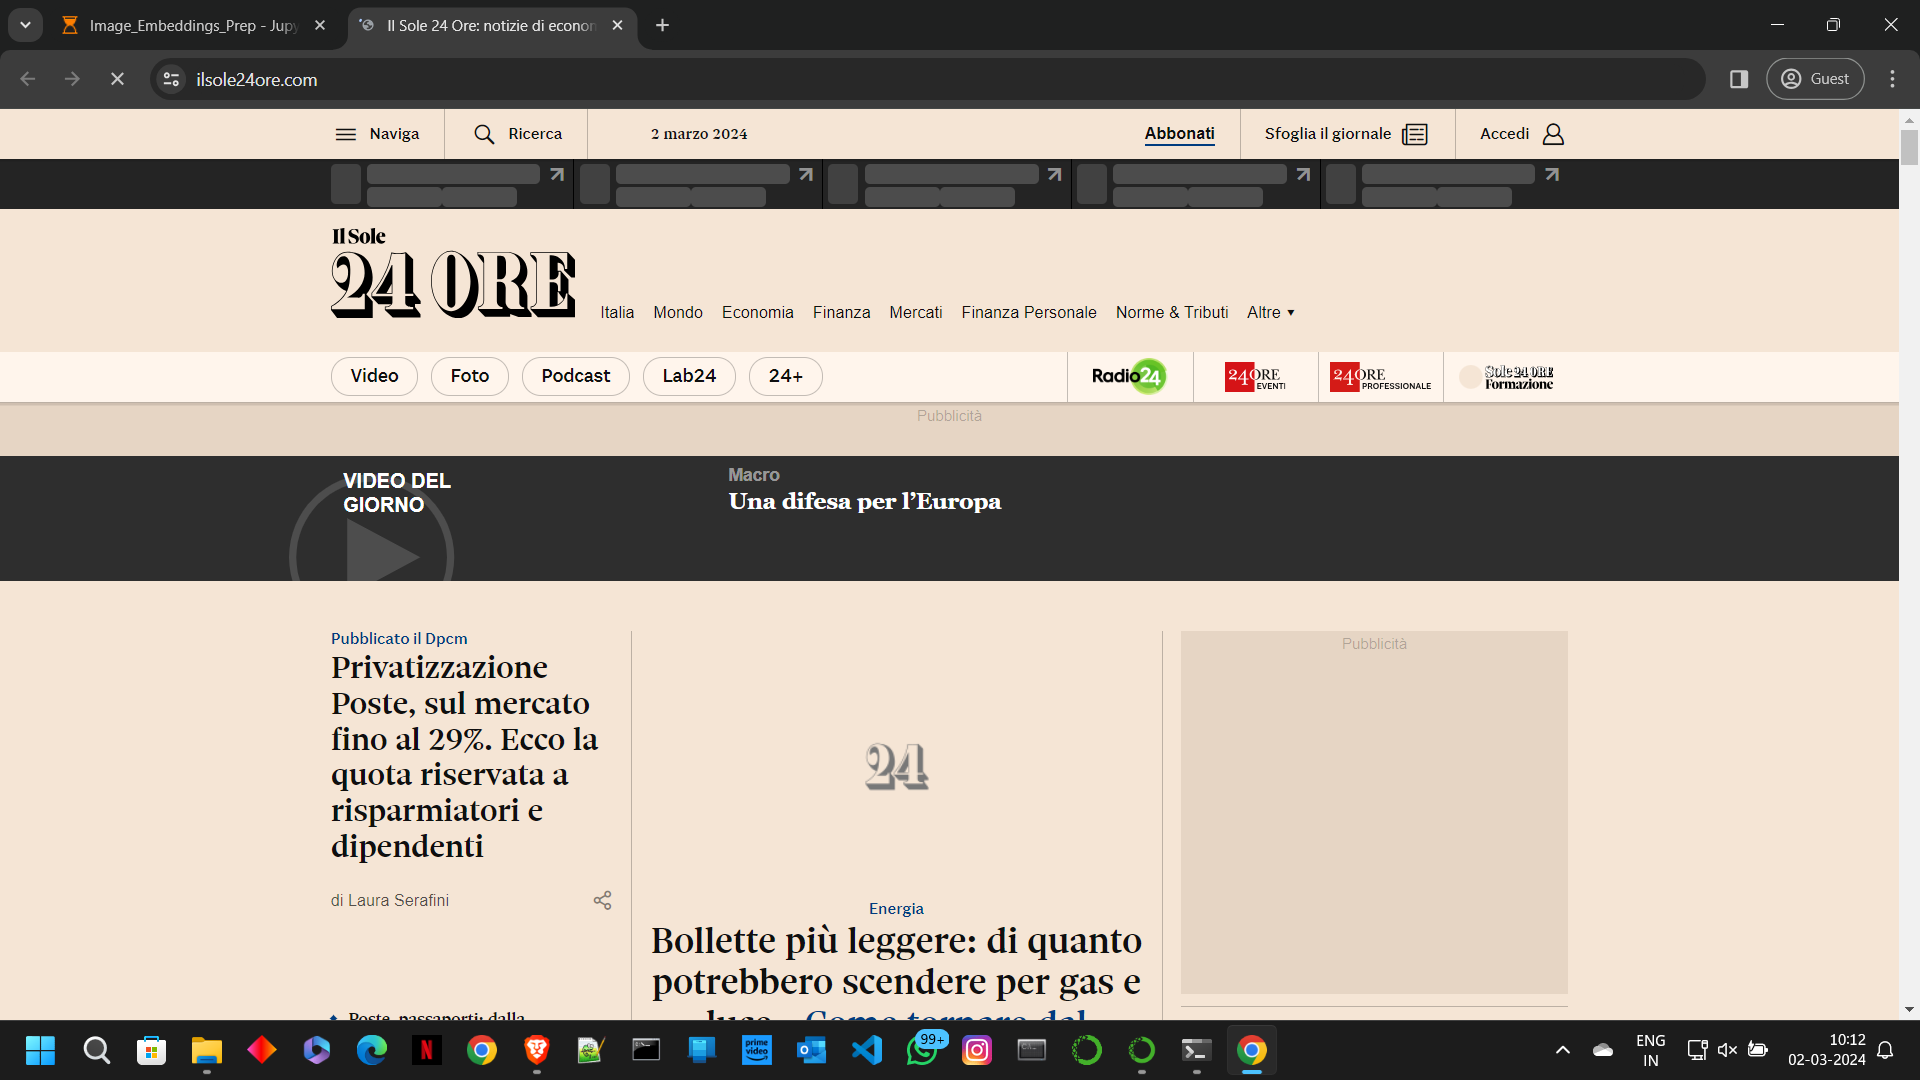 Image_Embeddings_Prep - Jupy
Il Sole 24 Ore: notizie di econon
ilsole24ore.com
Guest
Naviga
Ricerca
2 marzo 2024
Abbonati
Sfoglia il giornale
Accedi
Il Sole
24 ORE
Italia
Mondo
Economia
Finanza
Mercati
Finanza Personale
Norme & Tributi
Altre
Video
Foto
Podcast
Lab24
24+
Radio24
24ORE
EVENTI
24ORE
PROFESSIONALE
Sole 24 ORE
Formazione
Pubblicità
VIDEO DEL
GIORNO
Macro
Una difesa per l’Europa
Pubblicato il Dpcm
Privatizzazione
Poste, sul mercato
fino al 29%. Ecco la
quota riservata a
risparmiatori e
dipendenti
di Laura Serafini
Poste, passaporti: dalla
24
Energia
Bollette più leggere: di quanto
potrebbero scendere per gas e
luce - Come tornare dal
Pubblicità
prime
video
99+
ENG
IN
10:12
02-03-2024